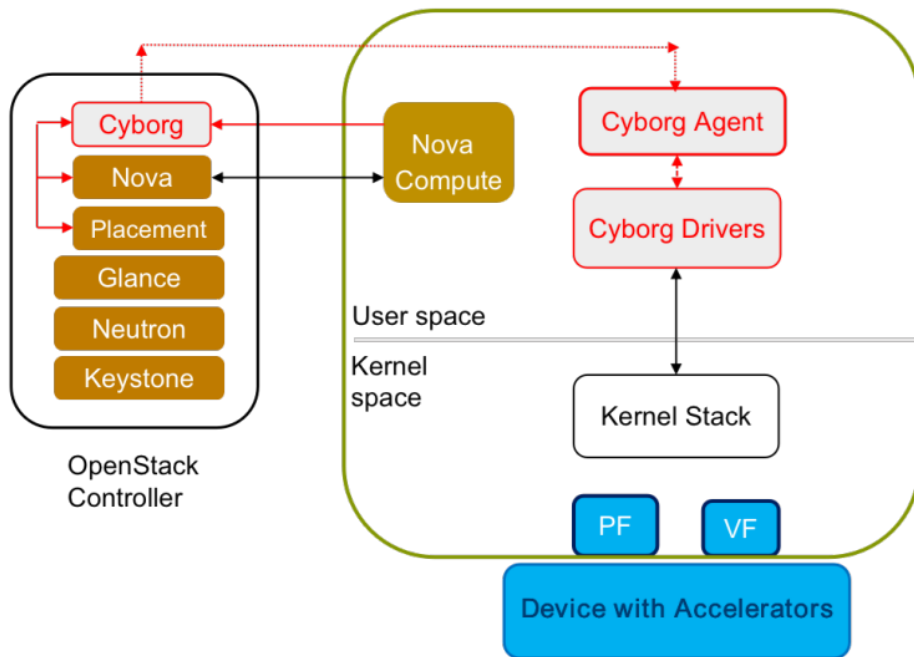 Cyborg
Nova
Placement
Glance
Neutron
Keystone
OpenStack
Controller
Nova
Compute
Cyborg Agent
Cyborg Drivers
User space
Kernel
space
Kernel Stack
PF
VF
Device with Accelerators